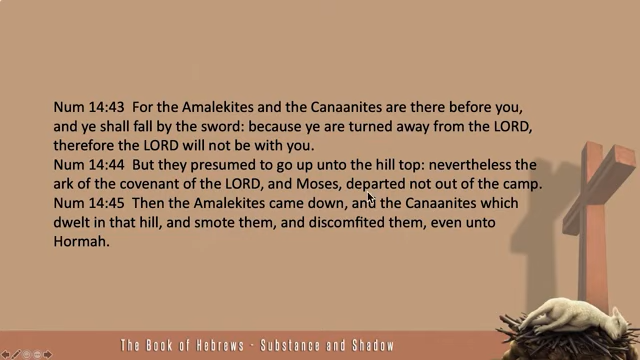 Num 14:43  For the Amalekites and the Canaanites are there before you,
and ye shall fall by the sword: because ye are turned away from the LORD,
therefore the LORD will not be with you.
Num 14:44  But they presumed to go up unto the hill top: nevertheless the
ark of the covenant of the LORD, and Moses, departed not out of the camp.
Num 14:45  Then the Amalekites came down, and the Canaanites which
dwelt in that hill, and smote them, and discomfited them, even unto
Hormah.
The Book of Hebrews - Substance and Shadow